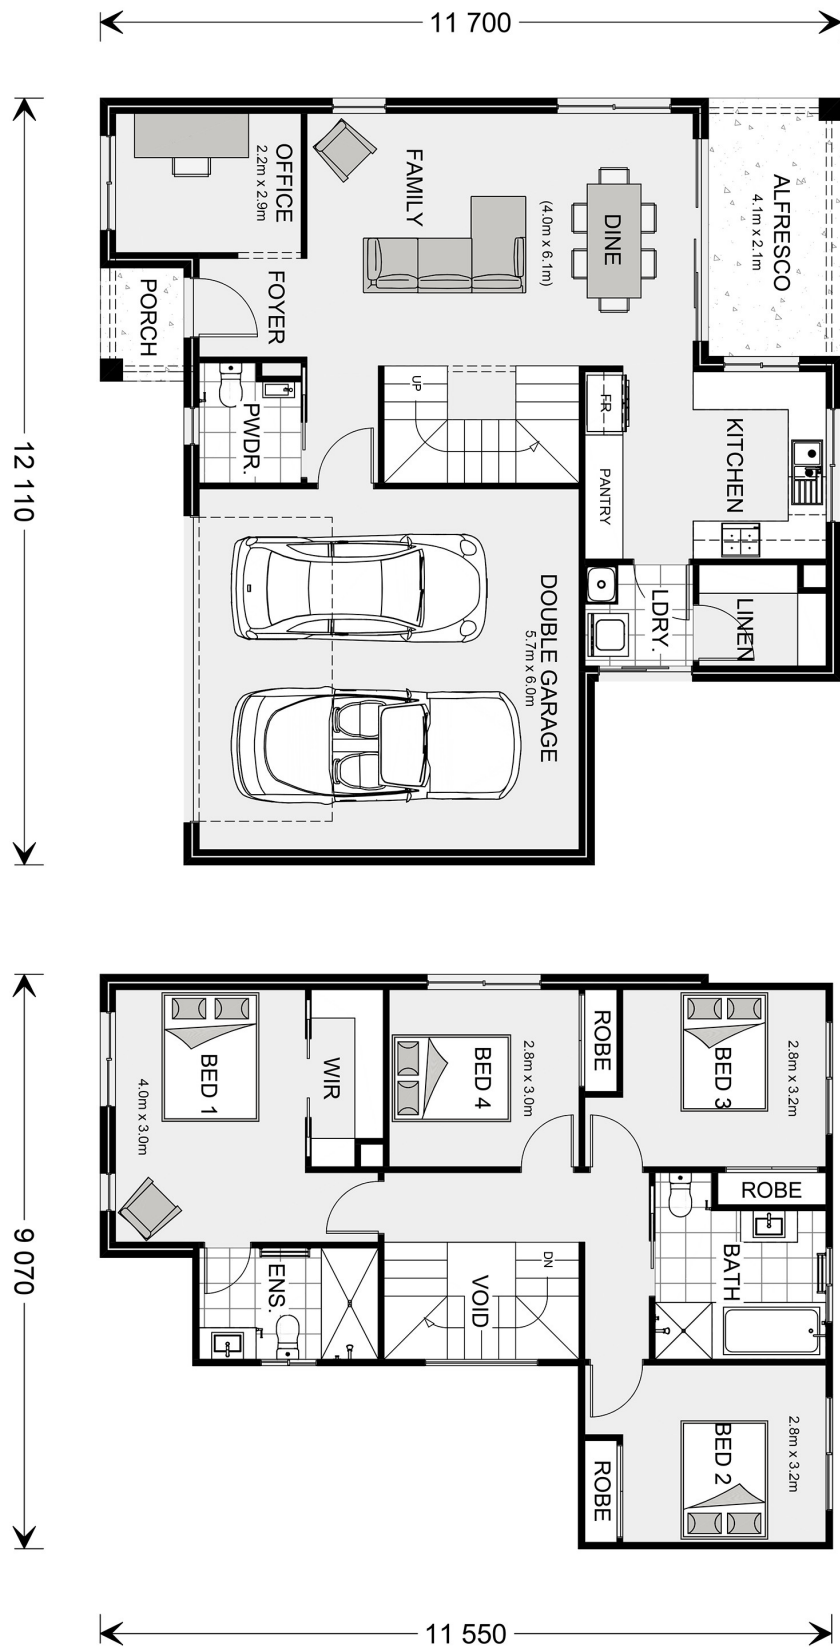 11 700
12 110
OFFICE
2.2m x 2.9m
FAMILY
(4.0m x 6.1m)
DINE
ALFRESCO
4.1m x 2.1m
PORCH
FOYER
UP
FR
PWDR.
KITCHEN
PANTRY
DOUBLE GARAGE
5.7m x 6.0m
LDRY.
LINEN
9 070
BED 1
4.0m x 3.0m
WIR
BED 4
2.8m x 3.0m
ROBE
BED 3
2.8m x 3.2m
ROBE
ENS.
VOID
DN
BATH
BED 2
2.8m x 3.2m
ROBE
11 550